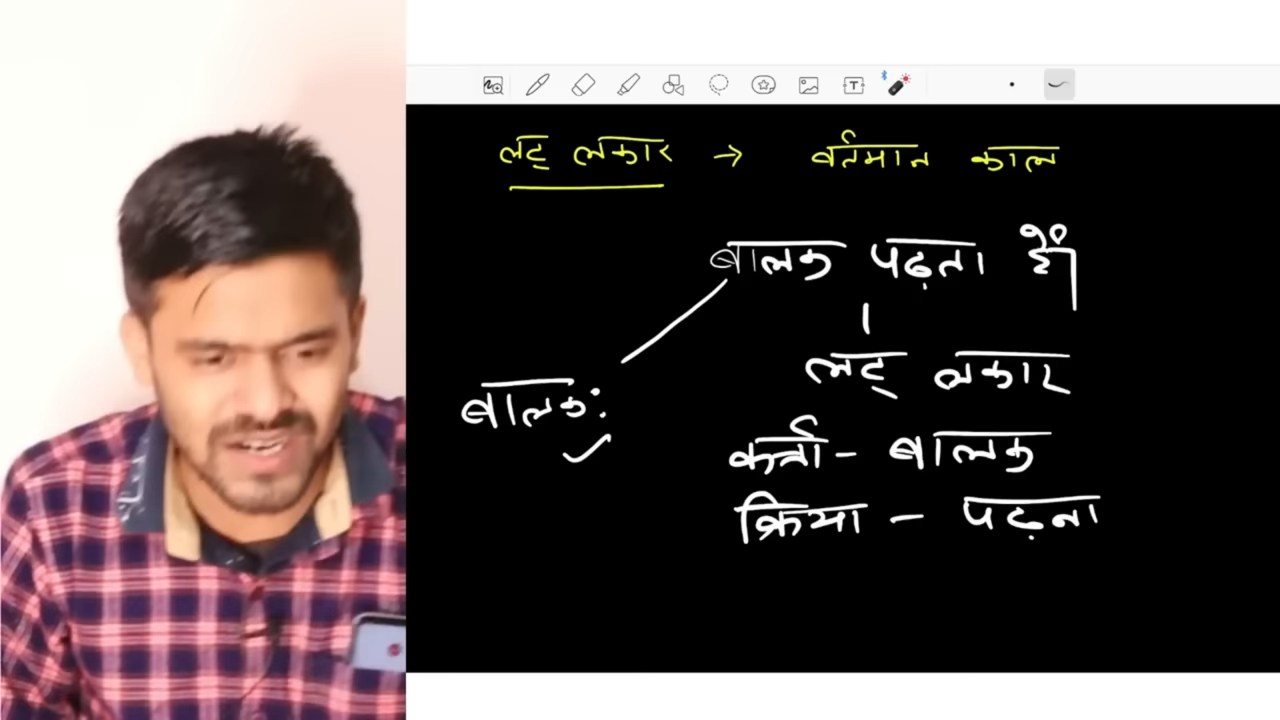 लट् लकार → वर्तमान काल
बालक पढ़ता है
लट् लकार
बालकः
कर्ता - बालक
क्रिया - पढ़ना